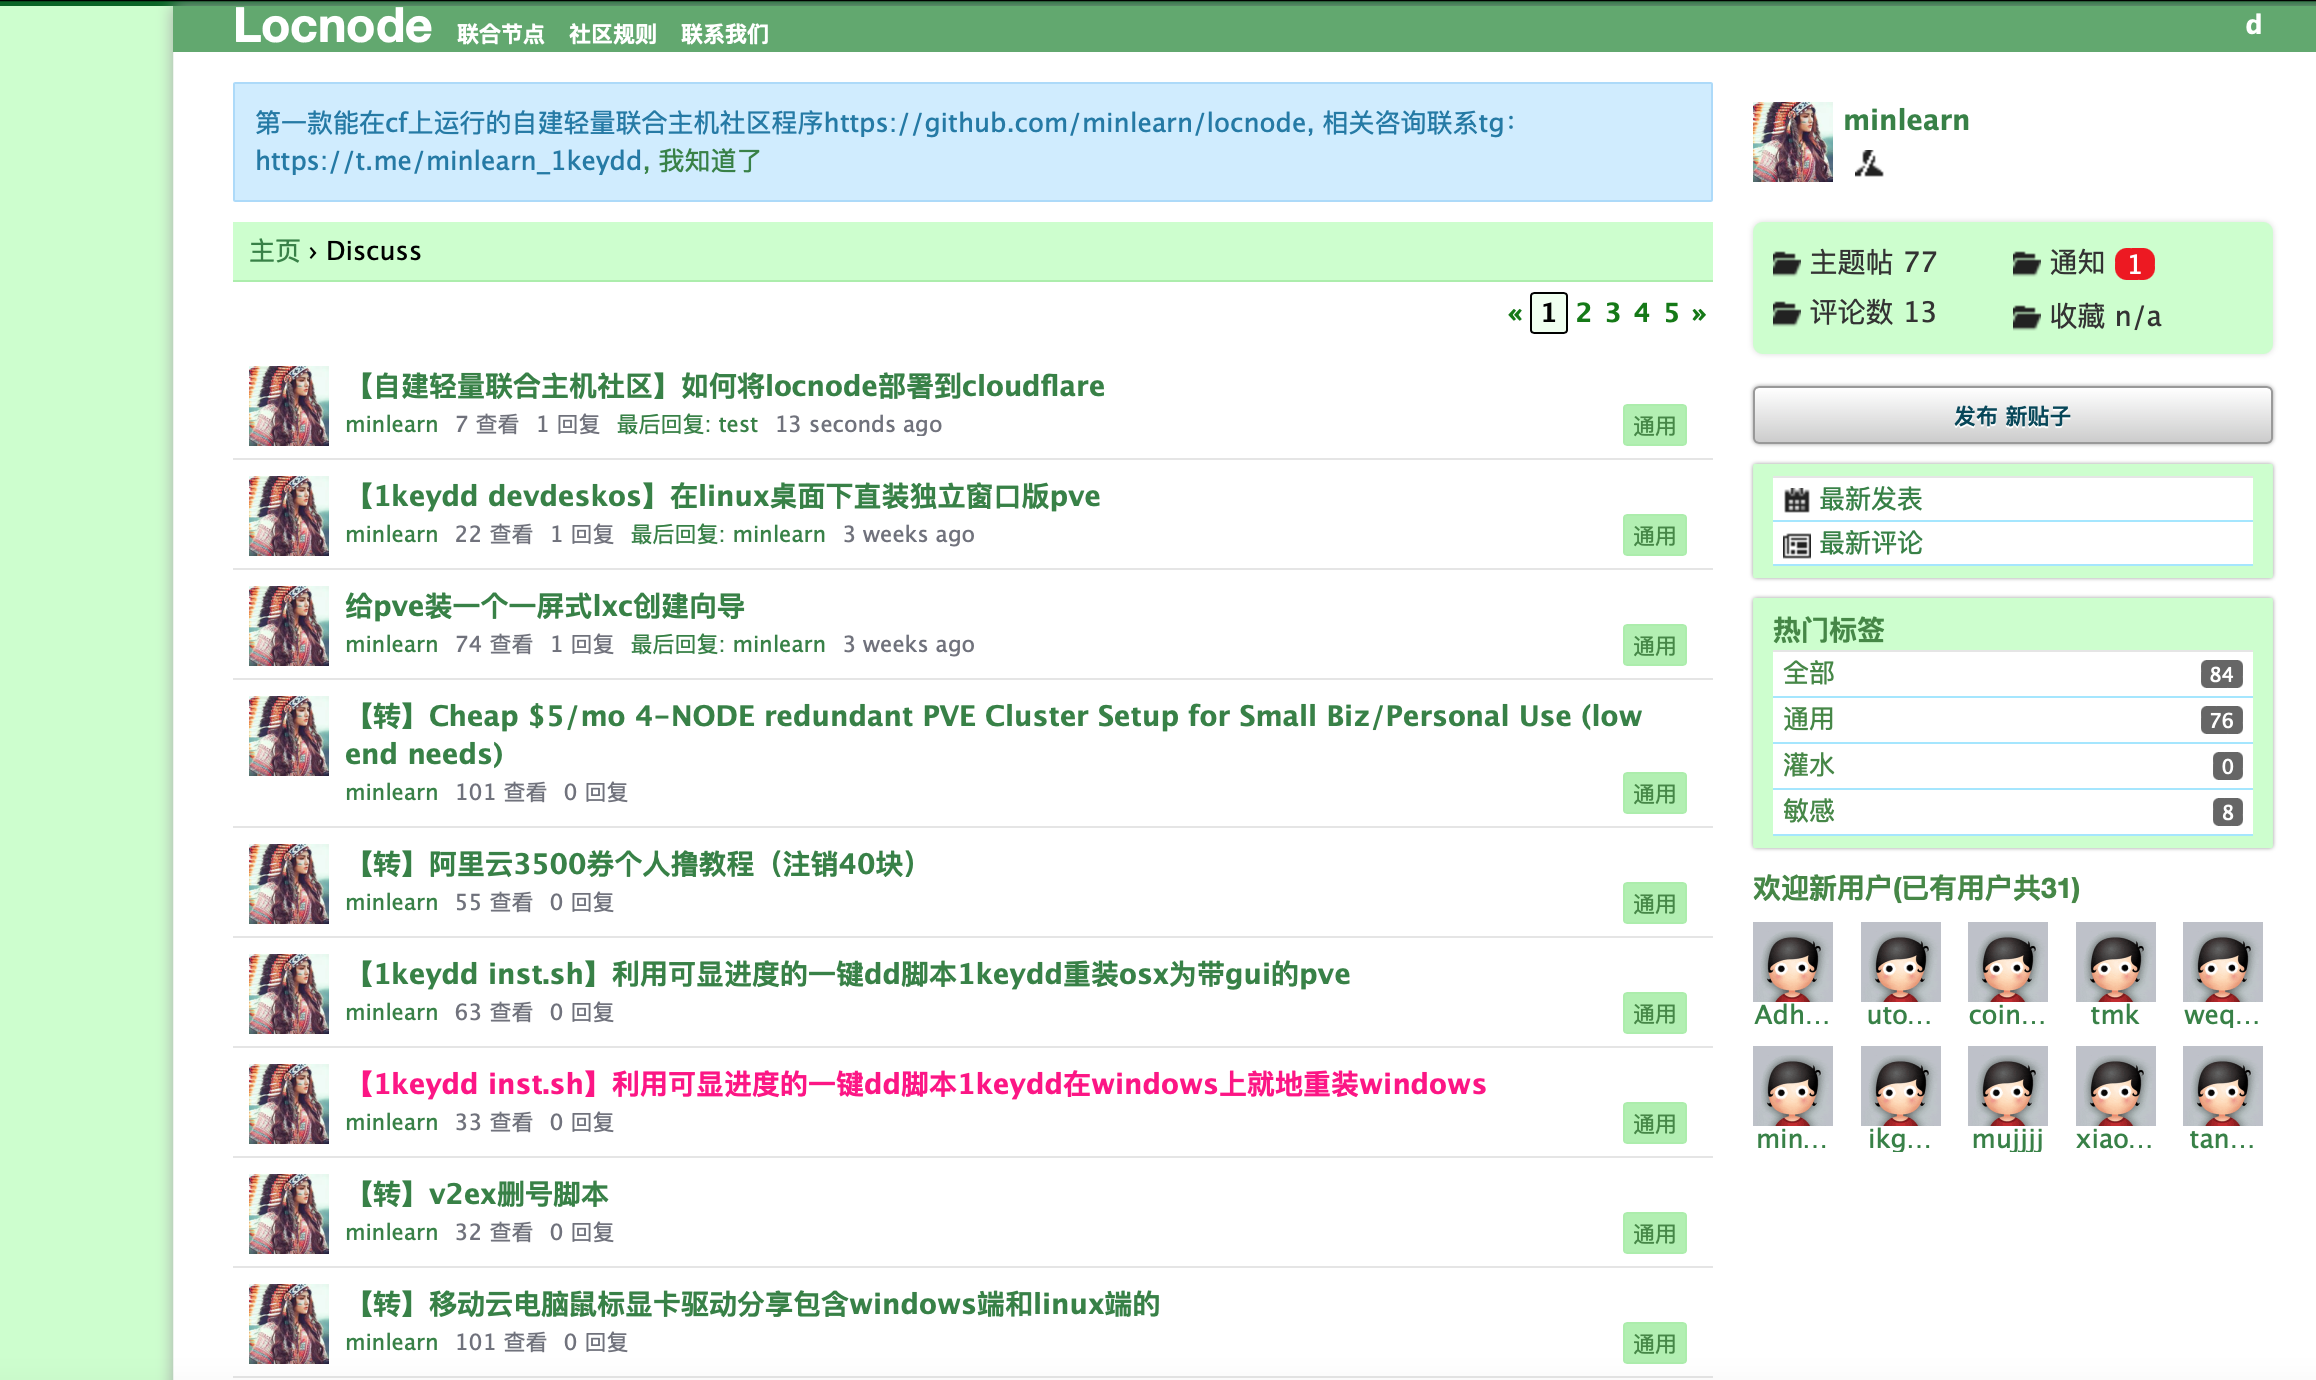 Locnode 联合节点 社区规则 联系我们 d
第一款能在cf上运行的自建轻量联合主机社区程序https://github.com/minlearn/locnode, 相关咨询联系tg:
https://t.me/minlearn_1keydd, 我知道了
主页 › Discuss
« 1 2 3 4 5 »
【自建轻量联合主机社区】如何将locnode部署到cloudflare
minlearn 7 查看 1 回复 最后回复: test 13 seconds ago
通用
【1keydd devdeskos】在linux桌面下直装独立窗口版pve
minlearn 22 查看 1 回复 最后回复: minlearn 3 weeks ago
通用
给pve装一个一屏式lxc创建向导
minlearn 74 查看 1 回复 最后回复: minlearn 3 weeks ago
通用
【转】Cheap $5/mo 4-NODE redundant PVE Cluster Setup for Small Biz/Personal Use (low
end needs)
minlearn 101 查看 0 回复
通用
【转】阿里云3500券个人撸教程（注销40块）
minlearn 55 查看 0 回复
通用
【1keydd inst.sh】利用可显进度的一键dd脚本1keydd重装osx为带gui的pve
minlearn 63 查看 0 回复
通用
【1keydd inst.sh】利用可显进度的一键dd脚本1keydd在windows上就地重装windows
minlearn 33 查看 0 回复
通用
【转】v2ex删号脚本
minlearn 32 查看 0 回复
通用
【转】移动云电脑鼠标显卡驱动分享包含windows端和linux端的
minlearn 101 查看 0 回复
通用
minlearn
主题帖 77 通知 1
评论数 13 收藏 n/a
发布 新贴子
最新发表
最新评论
热门标签
全部 84
通用 76
灌水 0
敏感 8
欢迎新用户(已有用户共31)
Adh... uto... coin... tmk weq...
min... ikg... mujjjj xiao... tan...